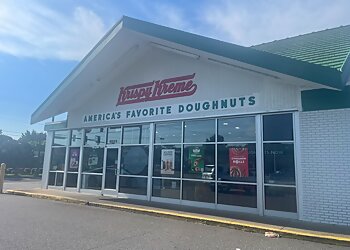 Krispy Kreme
AMERICA'S FAVORITE DOUGHNUTS